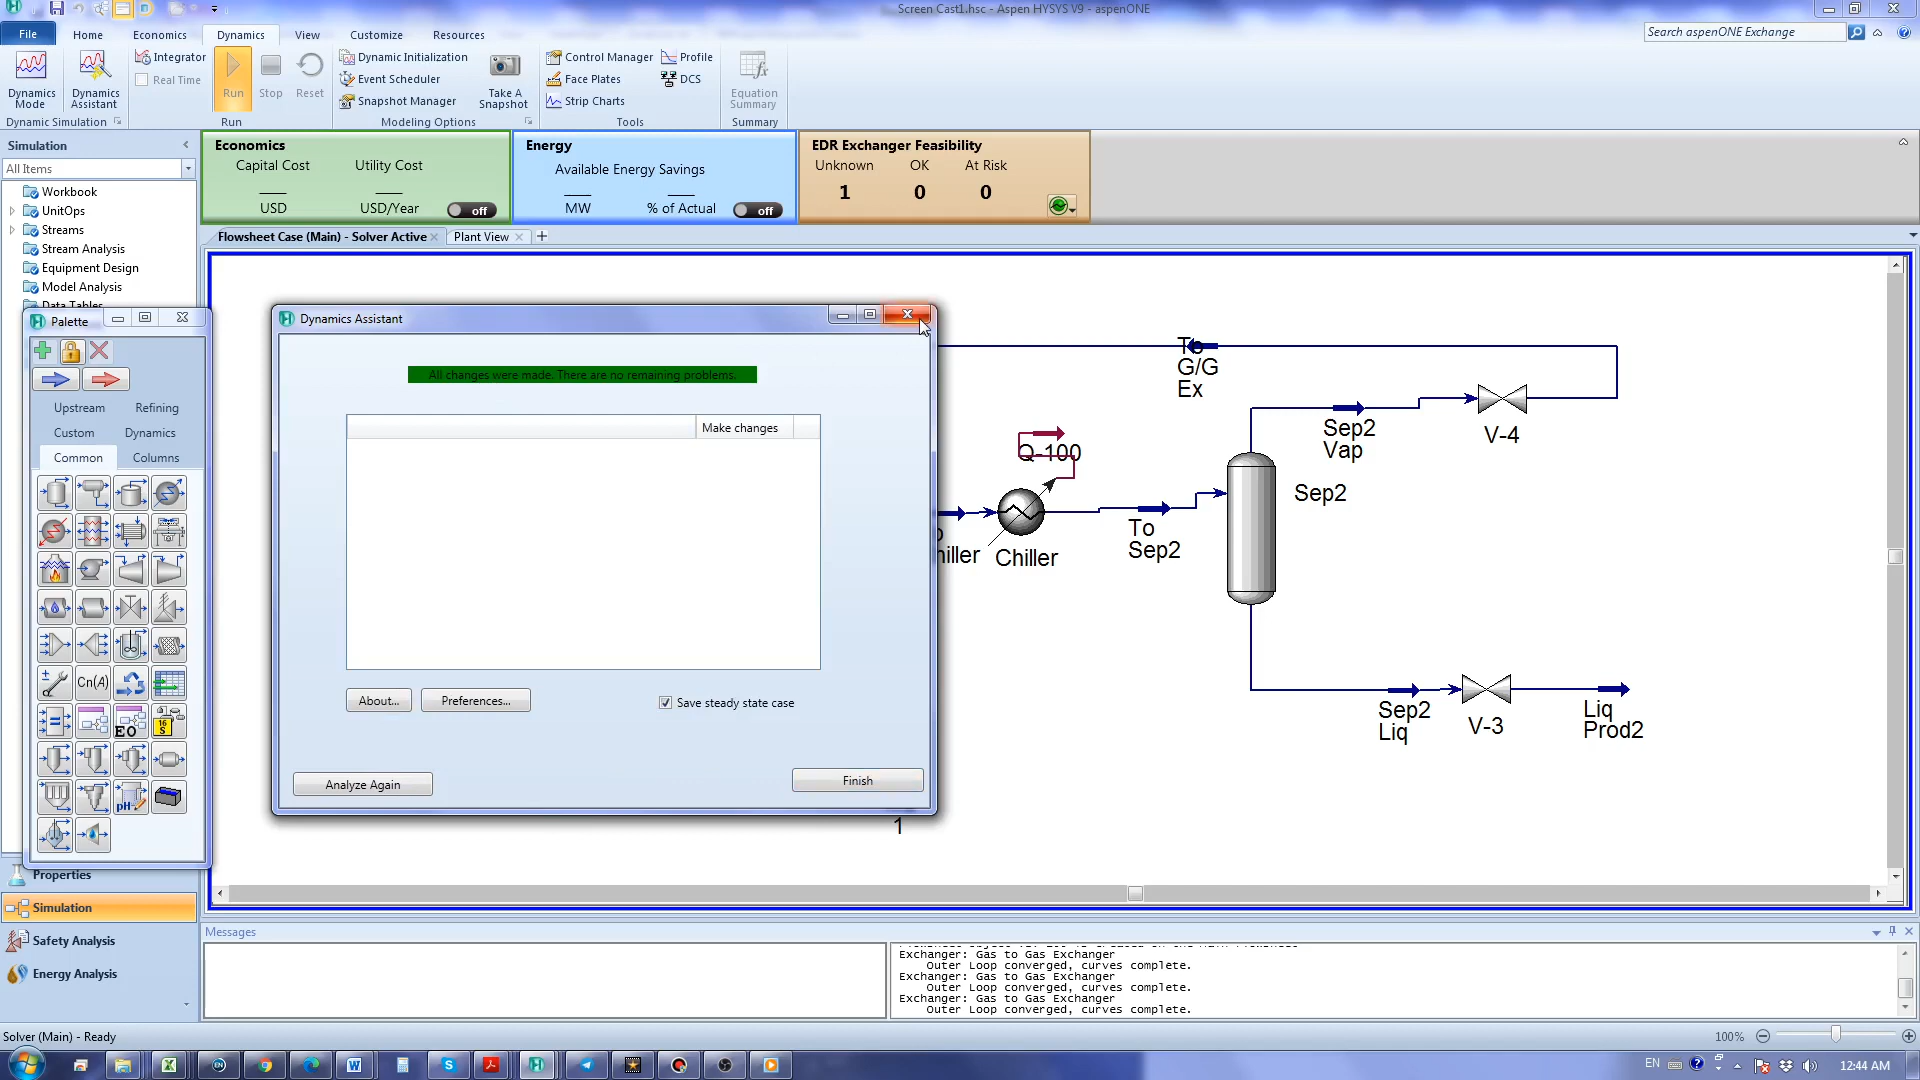 Screen Cast1.hsc - Aspen HYSYS V9 - aspenONE
File
Home
Economics
Dynamics
View
Customize
Resources
Search aspenONE Exchange
Dynamics Mode
Dynamics Assistant
Dynamic Simulation
Integrator
Real Time
Run
Stop
Reset
Run
Dynamic Initialization
Event Scheduler
Snapshot Manager
Take A Snapshot
Modeling Options
Control Manager
Face Plates
Strip Charts
Profile
DCS
Tools
Equation Summary
Summary
Simulation
All Items
Workbook
UnitOps
Streams
Stream Analysis
Equipment Design
Model Analysis
Data Tables
Economics
Capital Cost
Utility Cost
USD
USD/Year
off
Energy
Available Energy Savings
MW
% of Actual
off
EDR Exchanger Feasibility
Unknown
OK
At Risk
1
0
0
Flowsheet Case (Main) - Solver Active
Plant View
Palette
Upstream
Refining
Custom
Dynamics
Common
Columns
Cn(A)
EO
16
S
pH
Dynamics Assistant
All changes were made. There are no remaining problems.
Make changes
About...
Preferences...
Save steady state case
Analyze Again
Finish
To
G/G
Ex
Q-100
Chiller
To
Sep2
Sep2
Vap
V-4
Sep2
Sep2
Liq
V-3
Liq
Prod2
1
Properties
Simulation
Safety Analysis
Energy Analysis
Messages
Exchanger: Gas to Gas Exchanger
Outer Loop converged, curves complete.
Exchanger: Gas to Gas Exchanger
Outer Loop converged, curves complete.
Exchanger: Gas to Gas Exchanger
Outer Loop converged, curves complete.
Solver (Main) - Ready
100%
EN
12:44 AM